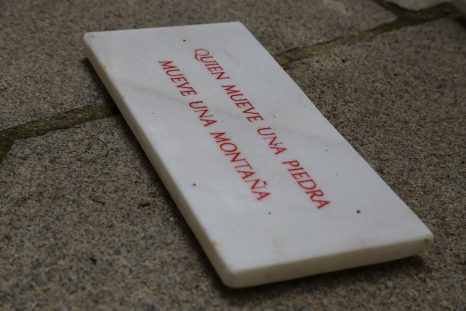 QUIEN MUEVE UNA PIEDRA
MUEVE UNA MONTAÑA